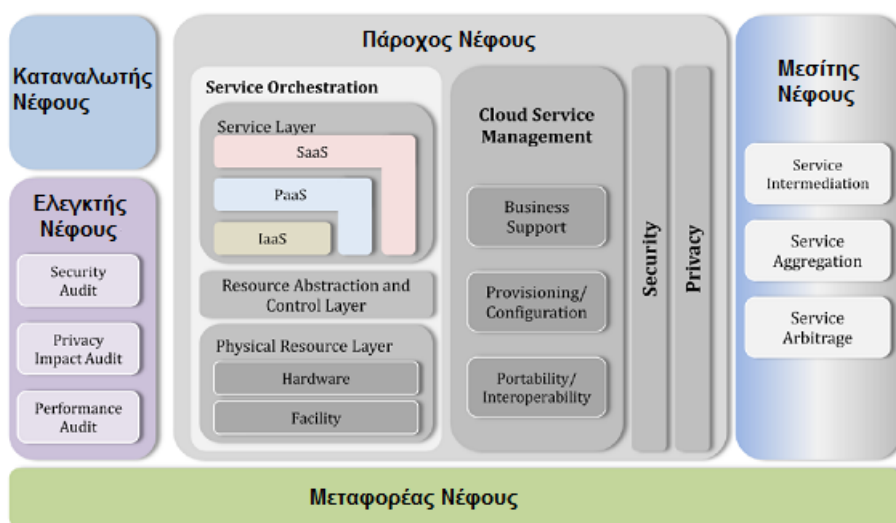 Καταναλωτής
Νέφους
Ελεγκτής
Νέφους
Security
Audit
Privacy
Impact Audit
Performance
Audit
Πάροχος Νέφους
Service Orchestration
Service Layer
SaaS
PaaS
IaaS
Resource Abstraction and
Control Layer
Physical Resource Layer
Hardware
Facility
Cloud Service
Management
Business
Support
Provisioning/
Configuration
Portability/
Interoperability
Security
Privacy
Μεσίτης
Νέφους
Service
Intermediation
Service
Aggregation
Service
Arbitrage
Μεταφορέας Νέφους